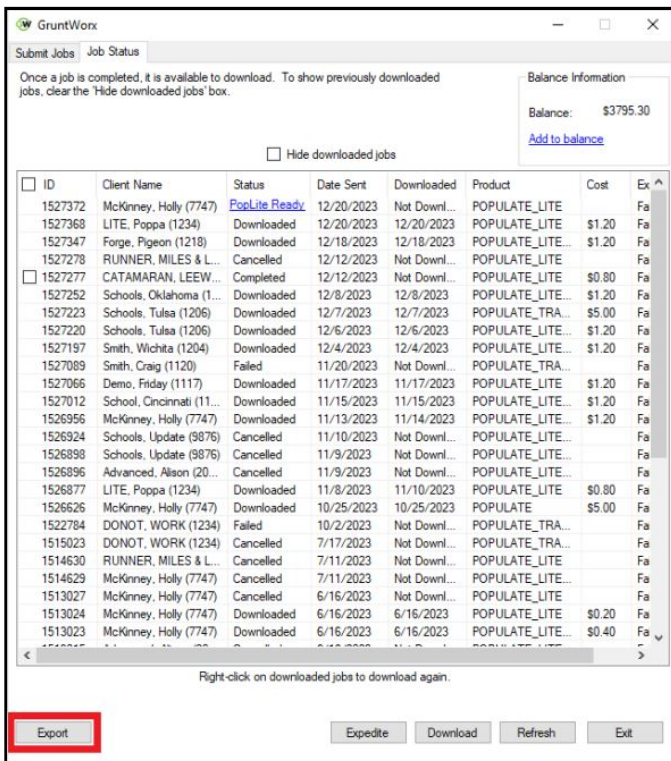 GruntWorx
Submit Jobs Job Status
Once a job is completed, it is available to download. To show previously downloaded
jobs, clear the 'Hide downloaded jobs' box.
Balance Information
Balance: $3795.30
Add to balance
Hide downloaded jobs
ID Client Name Status Date Sent Downloaded Product Cost Ex
1527372 McKinney, Holly (7747) PopLite Ready 12/20/2023 Not Downl... POPULATE_LITE Fa
1527368 LITE, Poppa (1234) Downloaded 12/20/2023 12/20/2023 POPULATE_LITE $1.20 Fa
1527347 Forge, Pigeon (1218) Downloaded 12/18/2023 12/18/2023 POPULATE_LITE... $1.20 Fa
1527278 RUNNER, MILES & L... Cancelled 12/12/2023 Not Downl... POPULATE_LITE Fa
1527277 CATAMARAN, LEEW... Completed 12/12/2023 Not Downl... POPULATE_LITE $0.80 Fa
1527252 Schools, Oklahoma (1... Downloaded 12/8/2023 12/8/2023 POPULATE_LITE... $1.20 Fa
1527223 Schools, Tulsa (1206) Downloaded 12/7/2023 12/7/2023 POPULATE_TRA... $5.00 Fa
1527220 Schools, Tulsa (1206) Downloaded 12/6/2023 12/6/2023 POPULATE_LITE... $1.20 Fa
1527197 Smith, Wichita (1204) Downloaded 12/4/2023 12/4/2023 POPULATE_LITE... $1.20 Fa
1527089 Smith, Craig (1120) Failed 11/20/2023 Not Downl... POPULATE_TRA... Fa
1527066 Demo, Friday (1117) Downloaded 11/17/2023 11/17/2023 POPULATE_LITE $1.20 Fa
1527012 School, Cincinnati (11... Downloaded 11/15/2023 11/15/2023 POPULATE_LITE... $1.20 Fa
1526956 McKinney, Holly (7747) Downloaded 11/13/2023 11/14/2023 POPULATE_LITE... $1.20 Fa
1526924 Schools, Update (9876) Cancelled 11/10/2023 Not Downl... POPULATE_LITE... Fa
1526898 Schools, Update (9876) Cancelled 11/9/2023 Not Downl... POPULATE_LITE... Fa
1526896 Advanced, Alison (20... Cancelled 11/9/2023 Not Downl... POPULATE_LITE... Fa
1526877 LITE, Poppa (1234) Downloaded 11/8/2023 11/10/2023 POPULATE_LITE $0.80 Fa
1526626 McKinney, Holly (7747) Downloaded 10/25/2023 10/25/2023 POPULATE $5.00 Fa
1522784 DONOT, WORK (1234) Failed 10/2/2023 Not Downl... POPULATE_TRA... Fa
1515023 DONOT, WORK (1234) Cancelled 7/17/2023 Not Downl... POPULATE_TRA... Fa
1514630 RUNNER, MILES & L... Cancelled 7/11/2023 Not Downl... POPULATE_LITE Fa
1514629 McKinney, Holly (7747) Cancelled 7/11/2023 Not Downl... POPULATE_LITE Fa
1513027 McKinney, Holly (7747) Cancelled 6/16/2023 Not Downl... POPULATE_LITE... Fa
1513024 McKinney, Holly (7747) Downloaded 6/16/2023 6/16/2023 POPULATE_LITE... $0.20 Fa
1513023 McKinney, Holly (7747) Downloaded 6/16/2023 6/16/2023 POPULATE_LITE... $0.40 Fa
Right-click on downloaded jobs to download again.
Export Expedite Download Refresh Exit